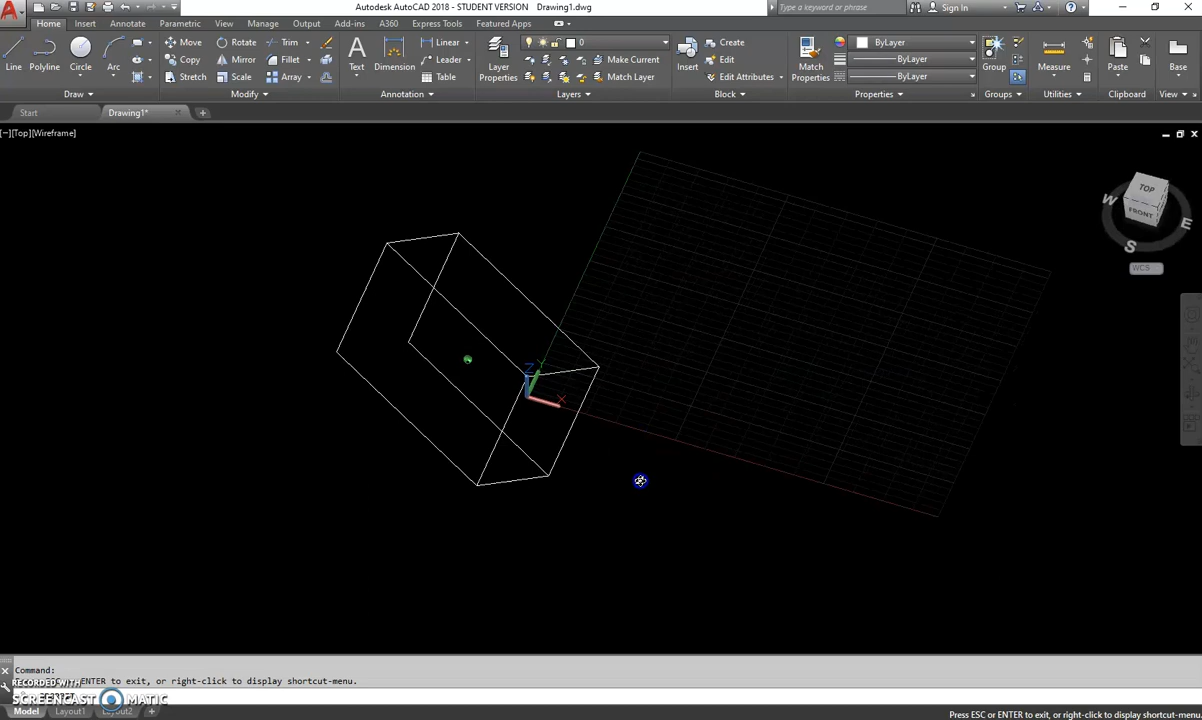 Autodesk AutoCAD 2018 - STUDENT VERSION Drawing1.dwg
Type a keyword or phrase
Sign In
Home Insert Annotate Parametric View Manage Output Add-ins A360 Express Tools Featured Apps
Line Polyline Circle Arc
Move Rotate Trim
Copy Mirror Fillet
Stretch Scale Array
Text Dimension
Linear
Leader
Table
Layer
Properties
0
Make Current
Match Layer
Insert
Create
Edit
Edit Attributes
Match
Properties
ByLayer
ByLayer
ByLayer
Group
Measure
Paste
Base
Draw Modify Annotation Layers Block Properties Groups Utilities Clipboard View
Start Drawing1*
[−][Top][Wireframe]
TOP
FRONT
W
E
S
WCS
Z
Y
X
Command:
ENTER to exit, or right-click to display shortcut-menu.
RECORDED WITH
SCREENCAST MATIC
Model Layout1 Layout2 +
Press ESC or ENTER to exit, or right-click to display shortcut-menu